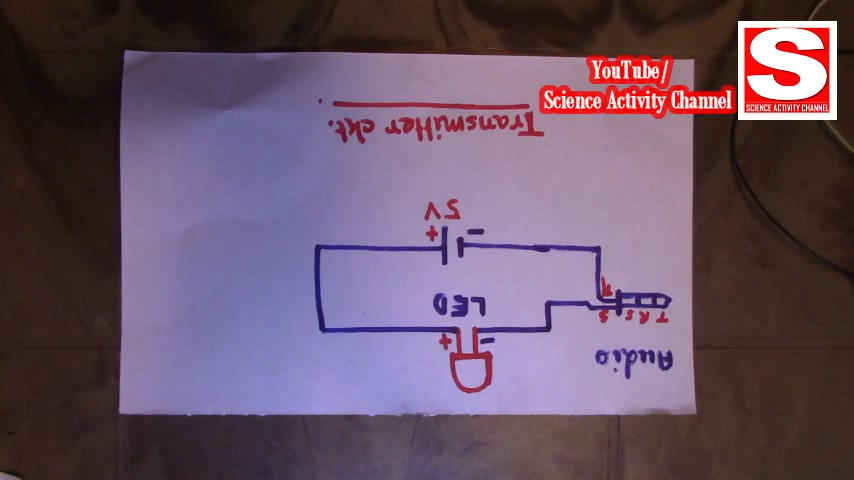 YouTube/
Science Activity Channel
S
SCIENCE ACTIVITY CHANNEL
Audio
T R S S
+ -
LED
+ -
5V
Transmitter ckt.